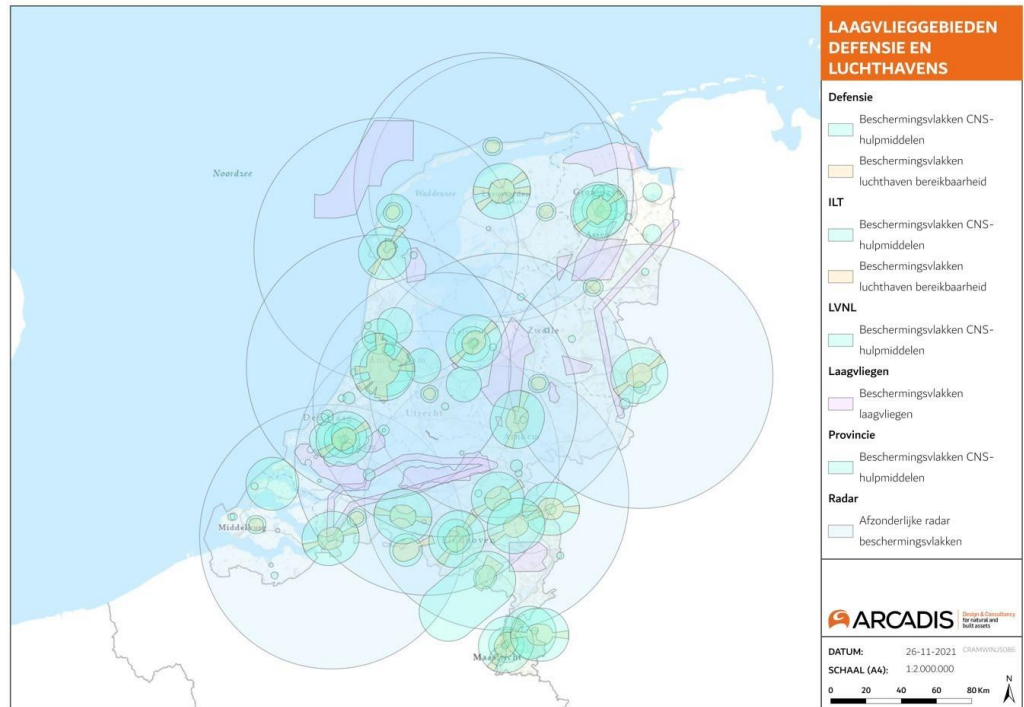 LAAGVLIEGGEBIEDEN
DEFENSIE EN
LUCHTHAVENS
Defensie
Beschermingsvlakken CNS-
hulpmiddelen
Beschermingsvlakken
luchthaven bereikbaarheid
ILT
Beschermingsvlakken CNS-
hulpmiddelen
Beschermingsvlakken
luchthaven bereikbaarheid
LVNL
Beschermingsvlakken CNS-
hulpmiddelen
Laagvliegen
Beschermingsvlakken
laagvliegen
Provincie
Beschermingsvlakken CNS-
hulpmiddelen
Radar
Afzonderlijke radar
beschermingsvlakken
ARCADIS
Design & Consultancy
for natural and
built assets
DATUM: 26-11-2021 CRAMWINJ5086
SCHAAL (A4): 1:2.000.000
0 20 40 60 80 Km
N
Noordzee
Waddenzee
Zwolle
Utrecht
Middelburg